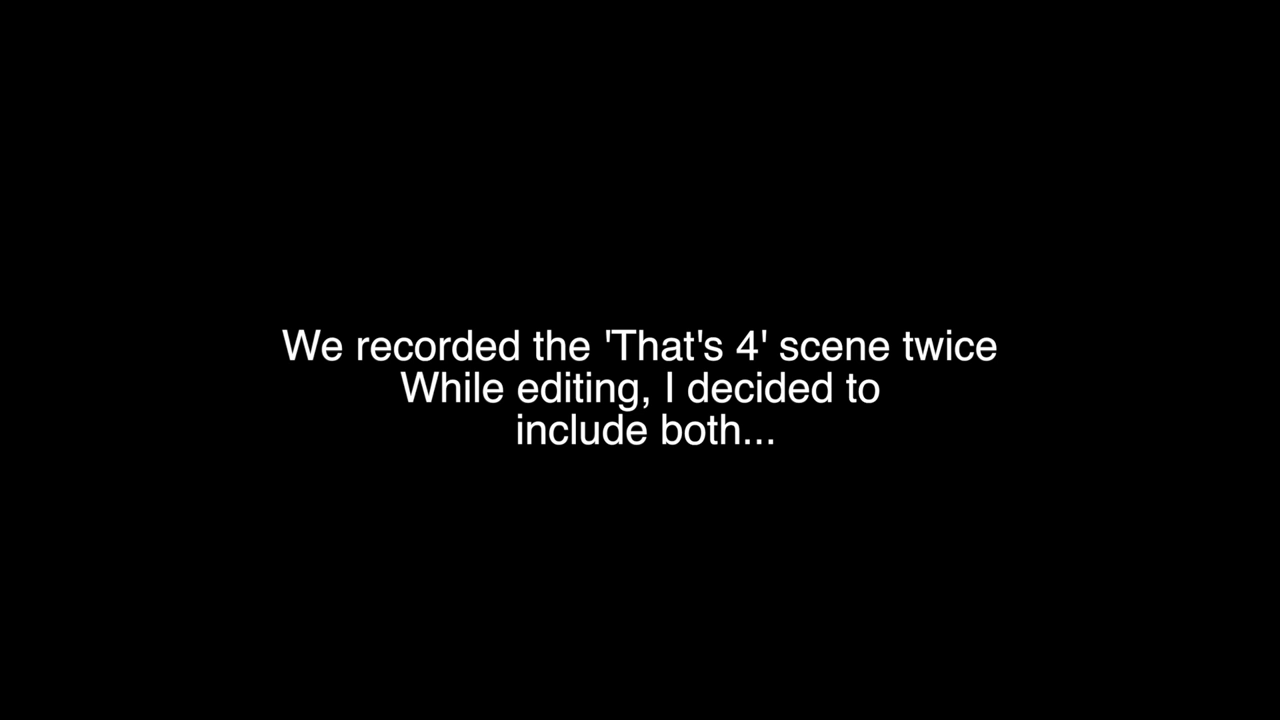 We recorded the 'That's 4' scene twice
While editing, I decided to
include both...